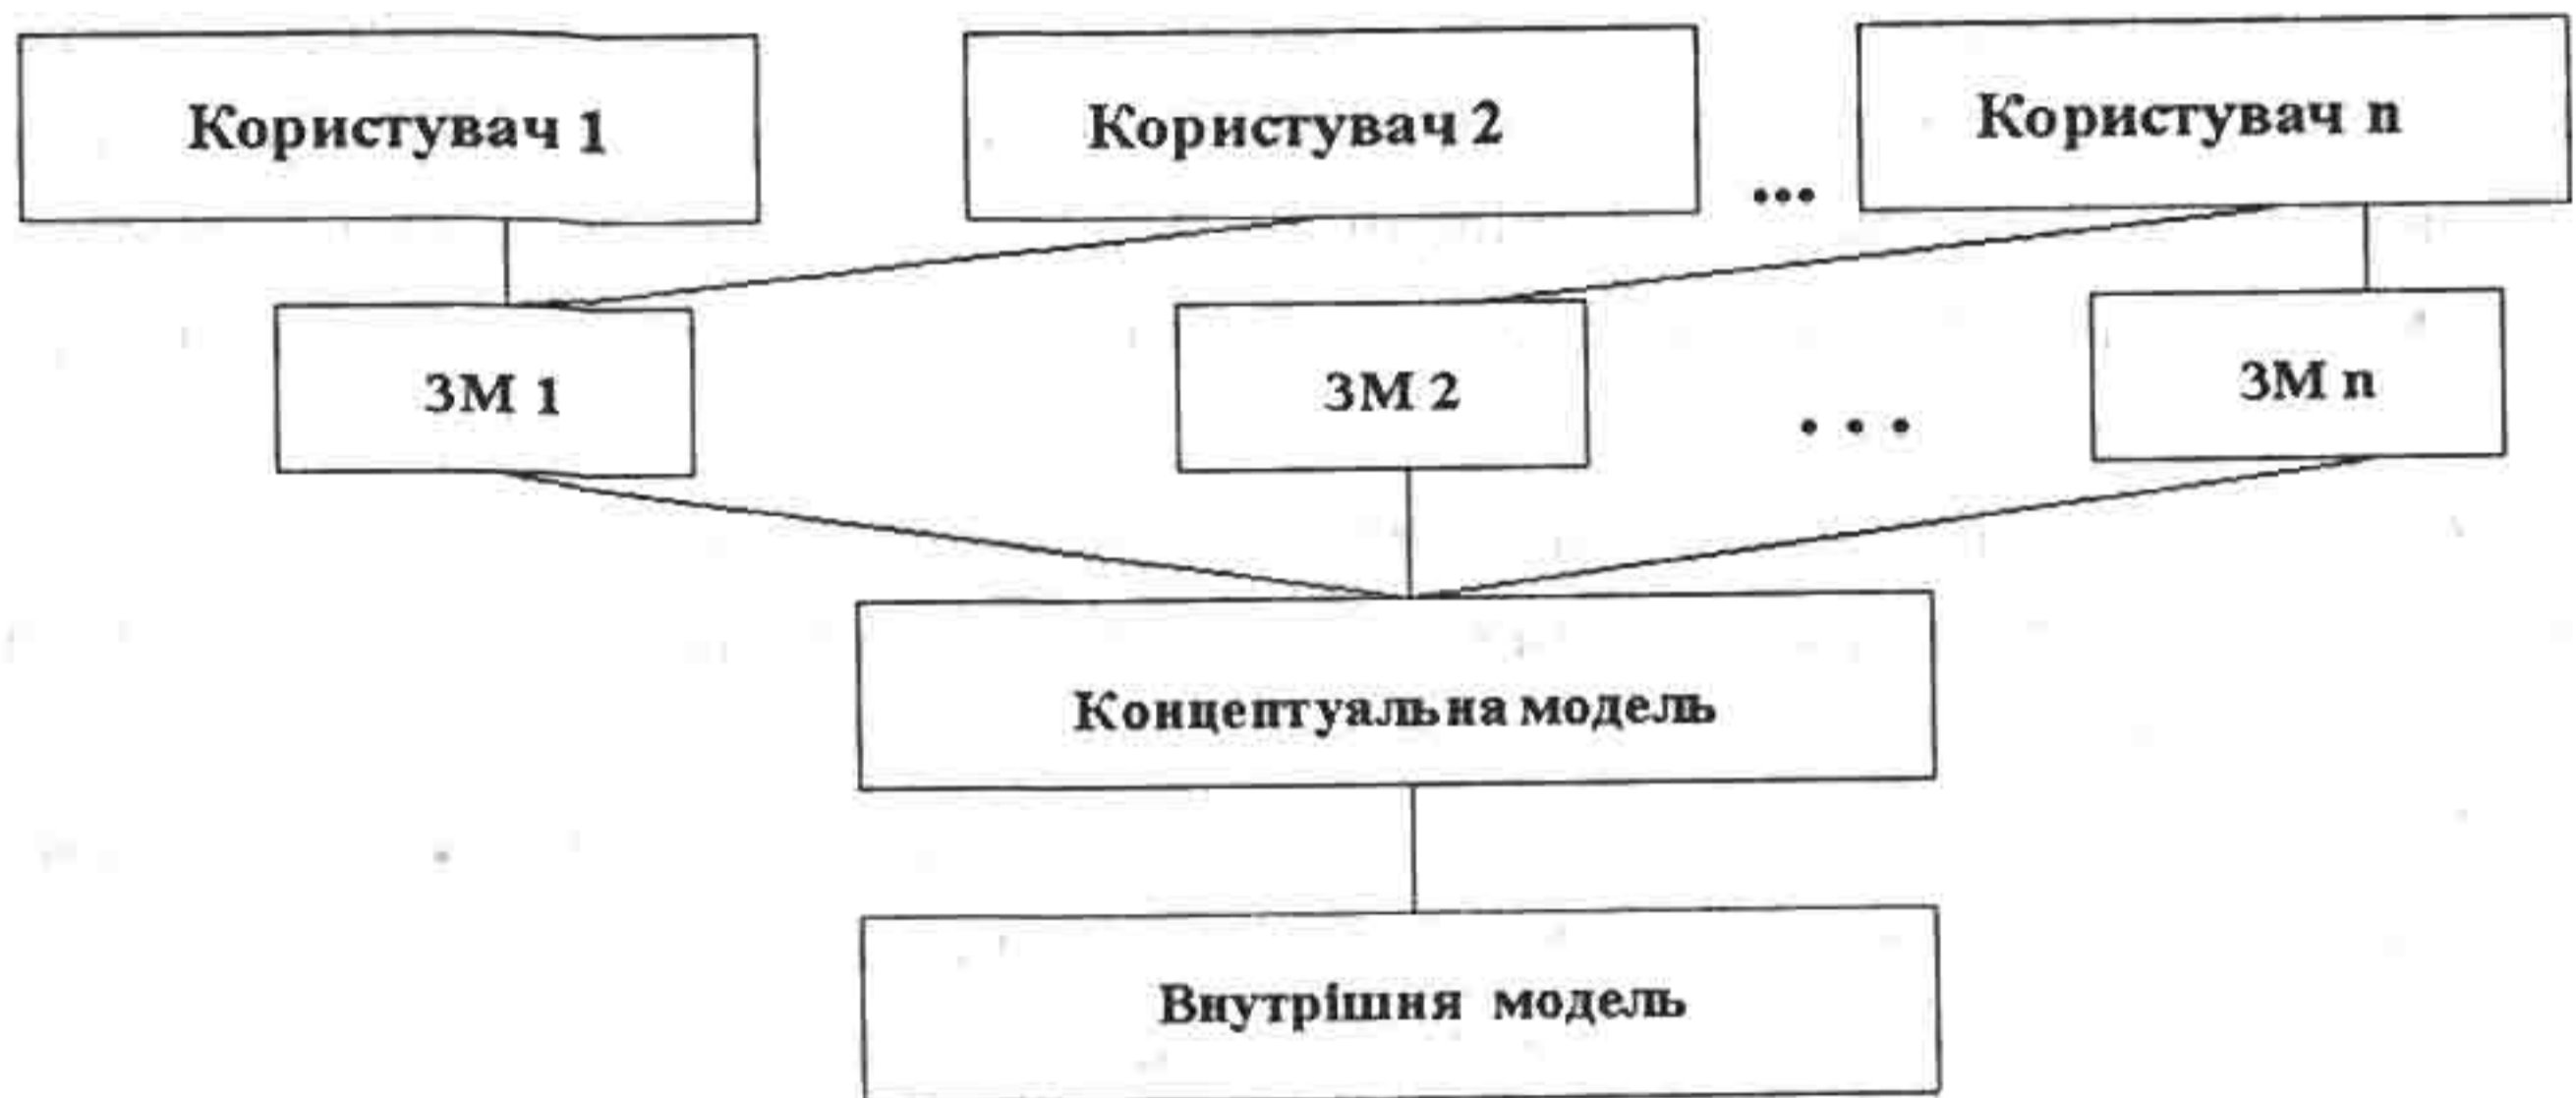 Користувач 1
Користувач 2
...
Користувач n
ЗМ 1
ЗМ 2
...
ЗМ n
Концептуальна модель
Внутрішня модель